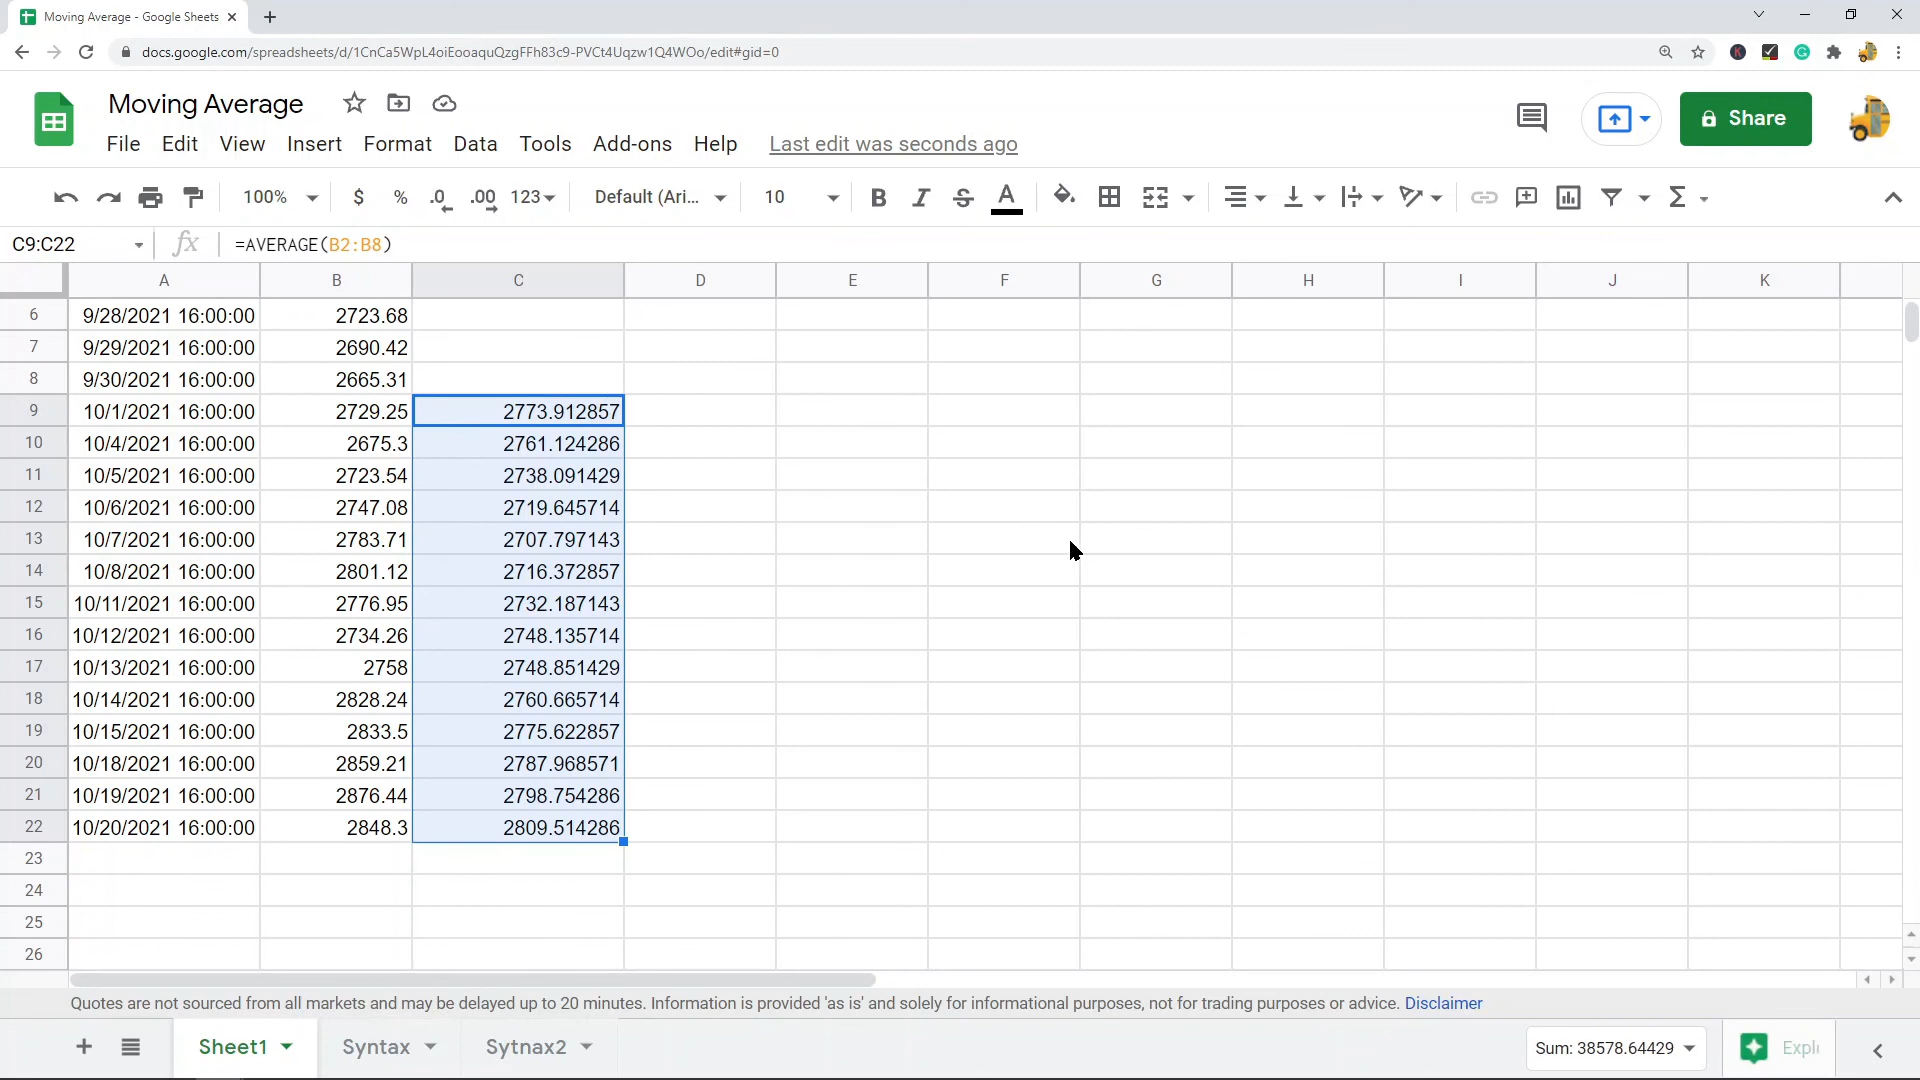 Moving Average - Google Sheets
docs.google.com/spreadsheets/d/1CnCa5WpL4oiEooaquQzgFFh83c9-PVCt4Uqzw1Q4WOo/edit#gid=0
Moving Average
Share
File Edit View Insert Format Data Tools Add-ons Help Last edit was seconds ago
100% $ % .0 .00 123 Default (Ari... 10 B I S A Σ
C9:C22 fx =AVERAGE(B2:B8)
A B C D E F G H I J K
6 9/28/2021 16:00:00 2723.68
7 9/29/2021 16:00:00 2690.42
8 9/30/2021 16:00:00 2665.31
9 10/1/2021 16:00:00 2729.25 2773.912857
10 10/4/2021 16:00:00 2675.3 2761.124286
11 10/5/2021 16:00:00 2723.54 2738.091429
12 10/6/2021 16:00:00 2747.08 2719.645714
13 10/7/2021 16:00:00 2783.71 2707.797143
14 10/8/2021 16:00:00 2801.12 2716.372857
15 10/11/2021 16:00:00 2776.95 2732.187143
16 10/12/2021 16:00:00 2734.26 2748.135714
17 10/13/2021 16:00:00 2758 2748.851429
18 10/14/2021 16:00:00 2828.24 2760.665714
19 10/15/2021 16:00:00 2833.5 2775.622857
20 10/18/2021 16:00:00 2859.21 2787.968571
21 10/19/2021 16:00:00 2876.44 2798.754286
22 10/20/2021 16:00:00 2848.3 2809.514286
23
24
25
26
Quotes are not sourced from all markets and may be delayed up to 20 minutes. Information is provided 'as is' and solely for informational purposes, not for trading purposes or advice. Disclaimer
Sheet1 Syntax Sytnax2 Sum: 38578.64429 Expl